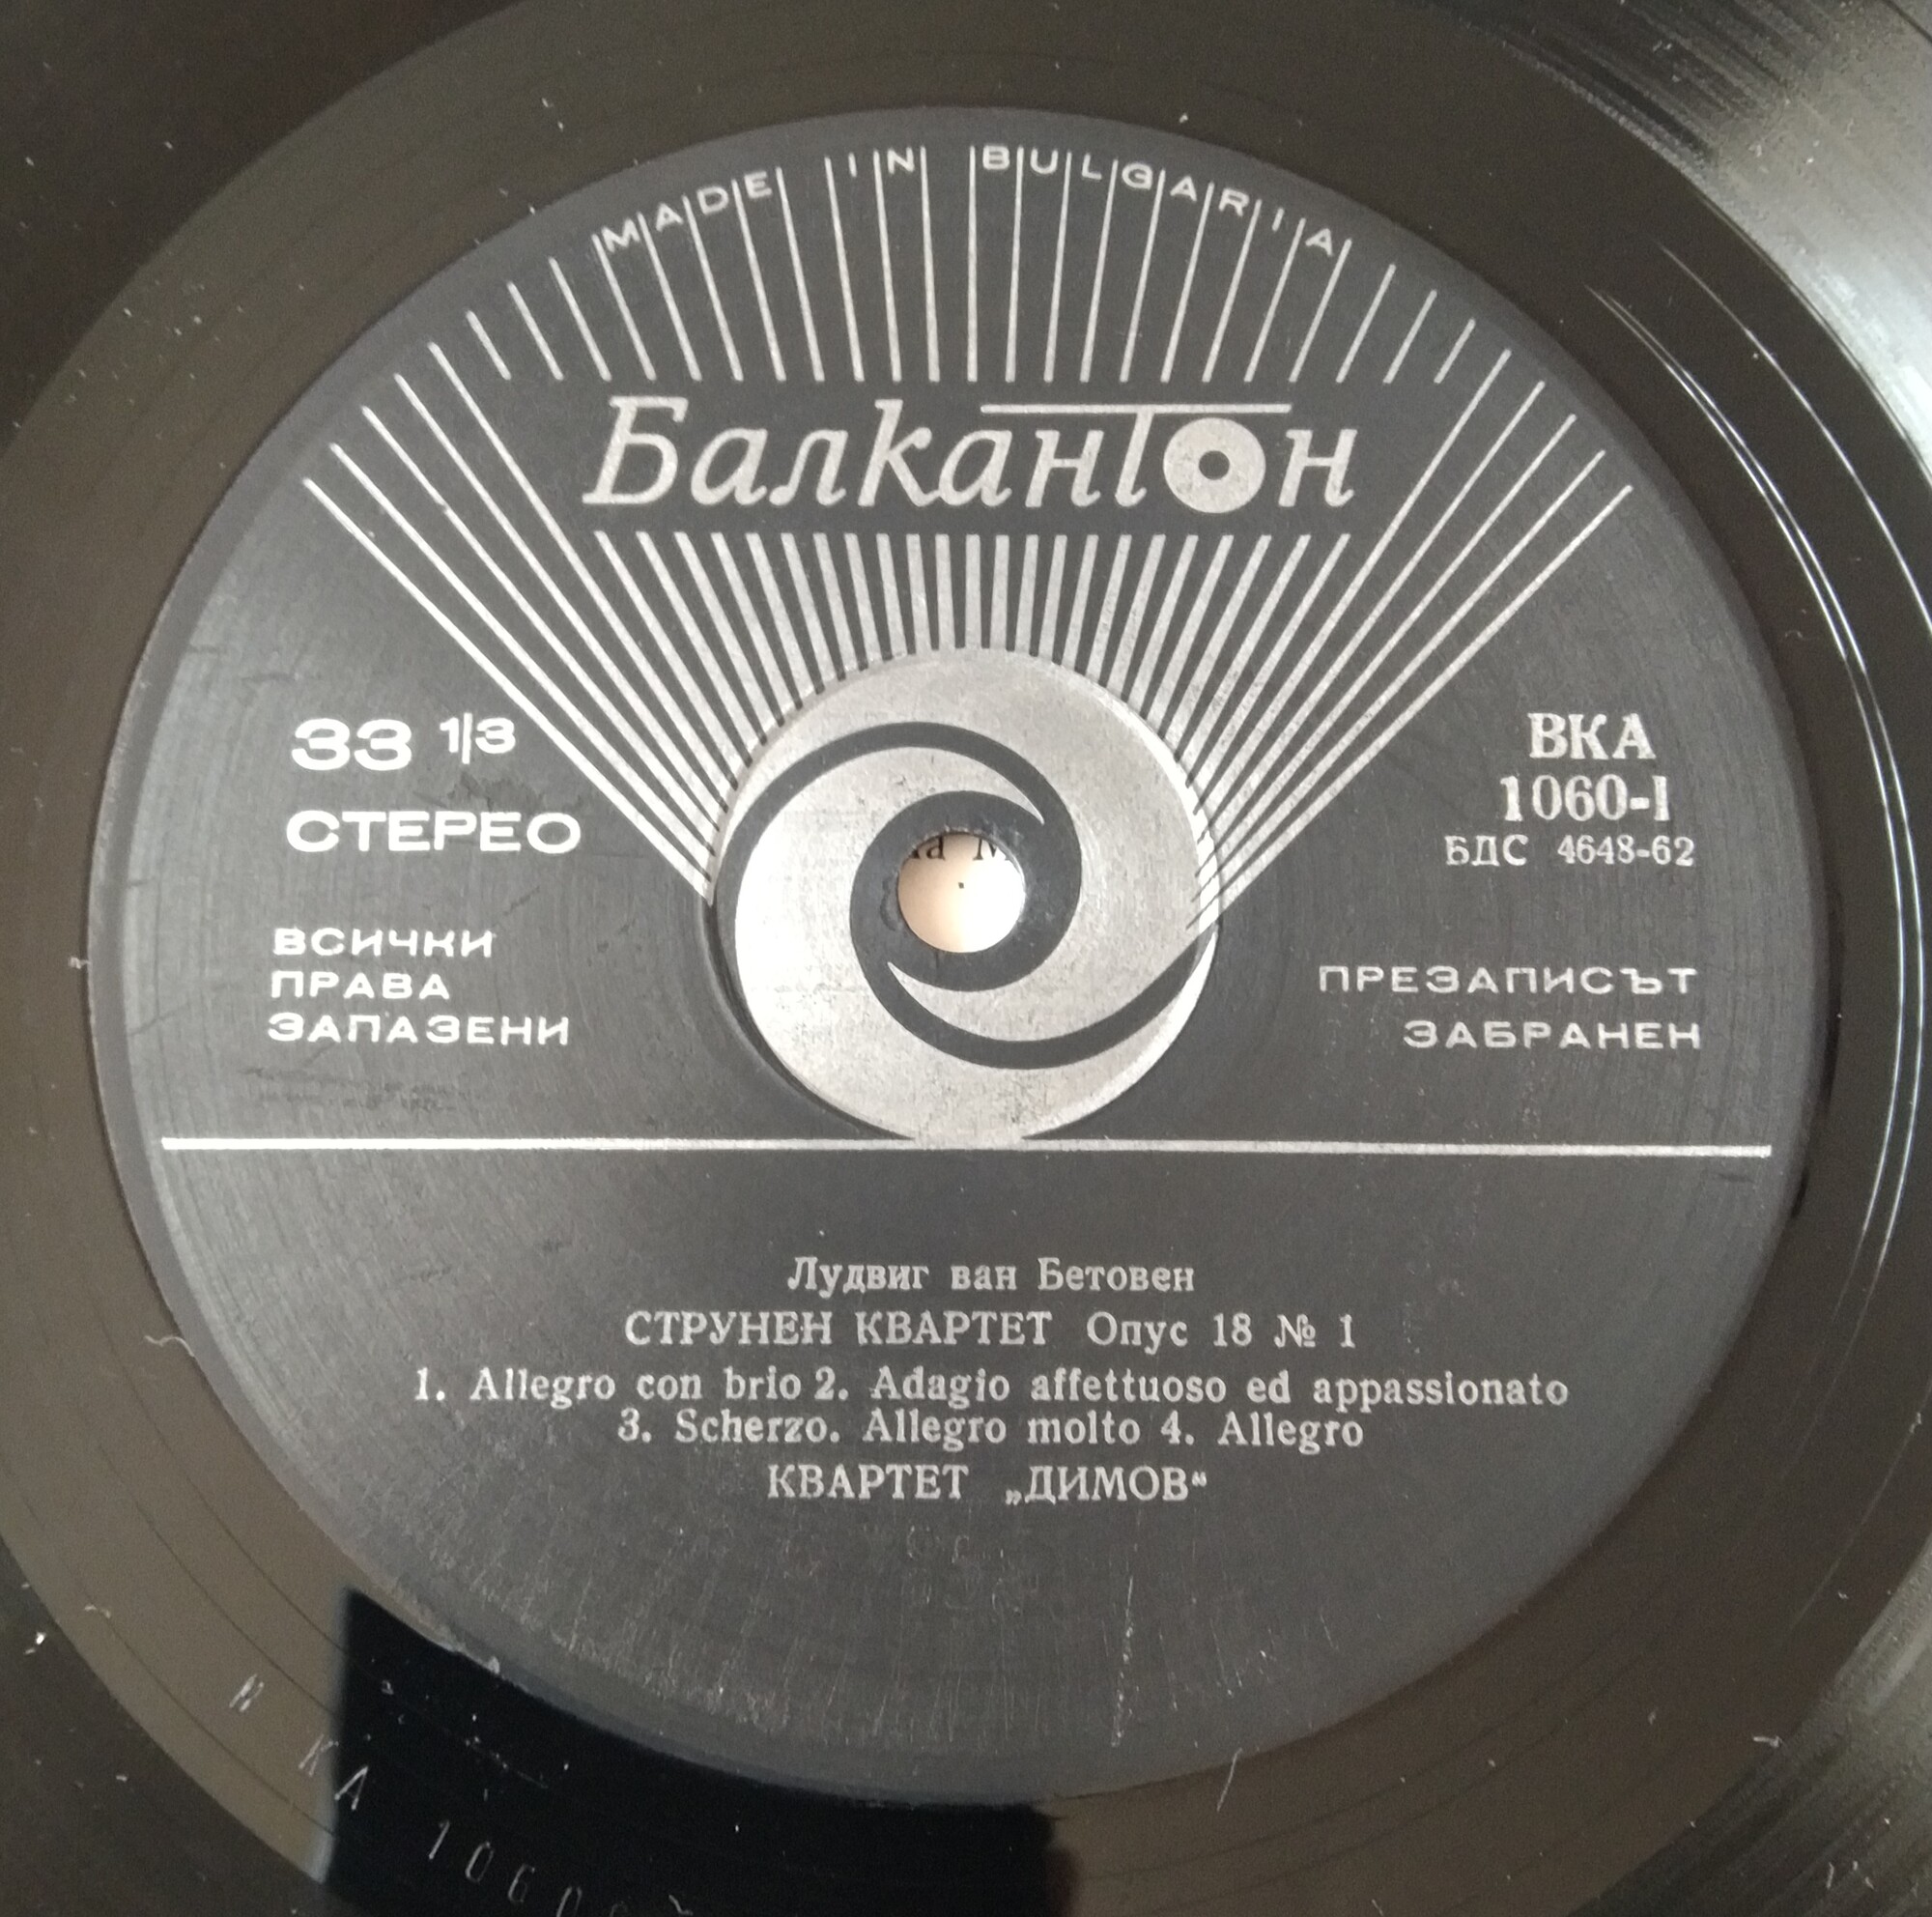 MADE IN BULGARIA
Балкантон
33 1/3
СТЕРЕО
ВКА
1060-I
БДС 4648-62
ВСИЧКИ
ПРАВА
ЗАПАЗЕНИ
ПРЕЗАПИСЪТ
ЗАБРАНЕН
Лудвиг ван Бетовен
СТРУНЕН КВАРТЕТ Опус 18 № 1
1. Allegro con brio 2. Adagio affettuoso ed appassionato
3. Scherzo. Allegro molto 4. Allegro
КВАРТЕТ „ДИМОВ“